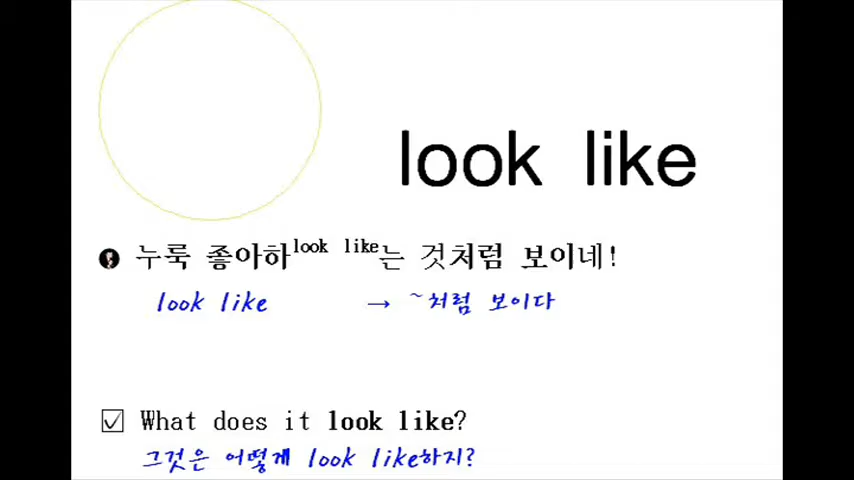 look like
누룩 좋아하look like는 것처럼 보이네!
look like → ~처럼 보이다
☑ What does it look like?
그것은 어떻게 look like하지?